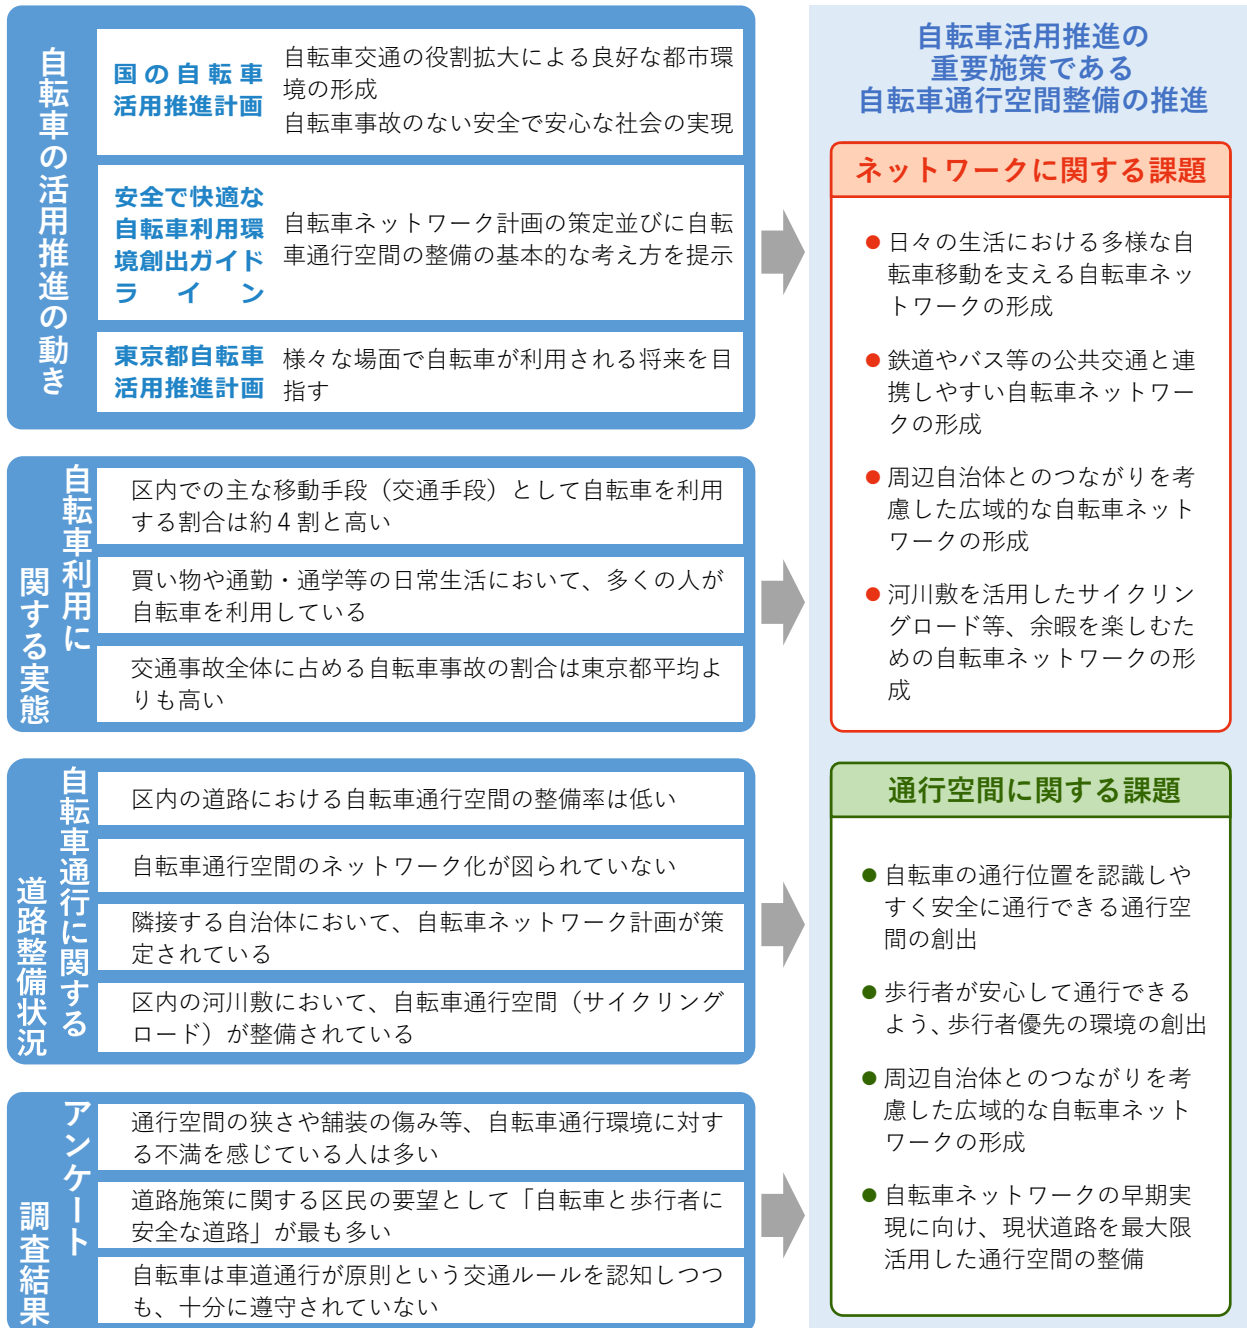 自転車の活用推進の動き
国の自転車
活用推進計画
自転車交通の役割拡大による良好な都市環
境の形成
自転車事故のない安全で安心な社会の実現
安全で快適な
自転車利用環
境創出ガイド
ライン
自転車ネットワーク計画の策定並びに自転
車通行空間の整備の基本的な考え方を提示
東京都自転車
活用推進計画
様々な場面で自転車が利用される将来を目
指す
自転車利用に
関する実態
区内での主な移動手段（交通手段）として自転車を利用
する割合は約４割と高い
買い物や通勤・通学等の日常生活において、多くの人が
自転車を利用している
交通事故全体に占める自転車事故の割合は東京都平均よ
りも高い
自転車通行に関する
道路整備状況
区内の道路における自転車通行空間の整備率は低い
自転車通行空間のネットワーク化が図られていない
隣接する自治体において、自転車ネットワーク計画が策
定されている
区内の河川敷において、自転車通行空間（サイクリング
ロード）が整備されている
アンケート
調査結果
通行空間の狭さや舗装の傷み等、自転車通行環境に対す
る不満を感じている人は多い
道路施策に関する区民の要望として「自転車と歩行者に
安全な道路」が最も多い
自転車は車道通行が原則という交通ルールを認知しつつ
も、十分に遵守されていない
自転車活用推進の
重要施策である
自転車通行空間整備の推進
ネットワークに関する課題
●日々の生活における多様な自
転車移動を支える自転車ネッ
トワークの形成
●鉄道やバス等の公共交通と連
携しやすい自転車ネットワー
クの形成
●周辺自治体とのつながりを考
慮した広域的な自転車ネット
ワークの形成
●河川敷を活用したサイクリン
グロード等、余暇を楽しむた
めの自転車ネットワークの形
成
通行空間に関する課題
●自転車の通行位置を認識しや
すく安全に通行できる通行空
間の創出
●歩行者が安心して通行できる
よう、歩行者優先の環境の創出
●周辺自治体とのつながりを考
慮した広域的な自転車ネット
ワークの形成
●自転車ネットワークの早期実
現に向け、現状道路を最大限
活用した通行空間の整備